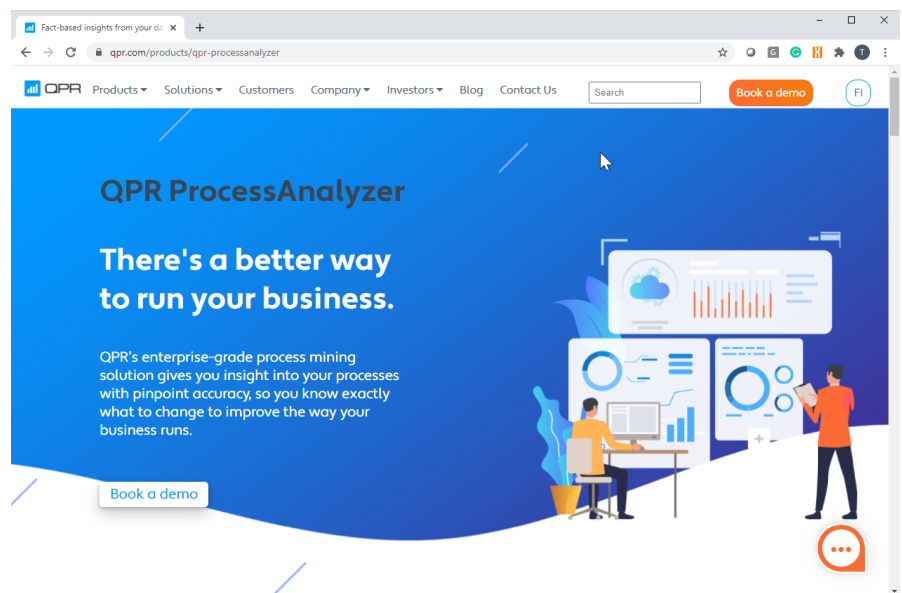 Fact-based insights from your da
qpr.com/products/qpr-processanalyzer
T
QPR Products Solutions Customers Company Investors Blog Contact Us Search Book a demo FI
QPR ProcessAnalyzer
There's a better way
to run your business.
QPR's enterprise-grade process mining
solution gives you insight into your processes
with pinpoint accuracy, so you know exactly
what to change to improve the way your
business runs.
Book a demo